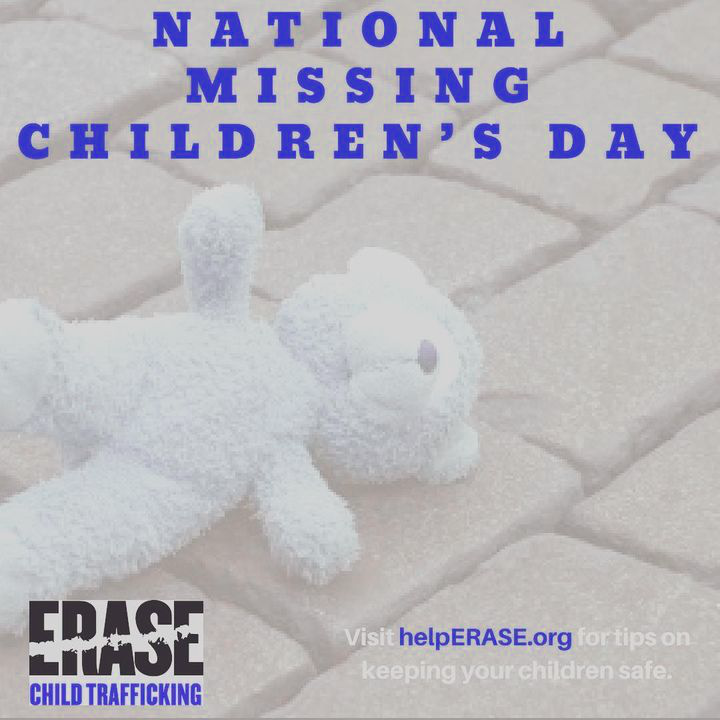 NATIONAL
MISSING
CHILDREN'S DAY
ERASE
CHILD TRAFFICKING
Visit helpERASE.org for tips on
keeping your children safe.